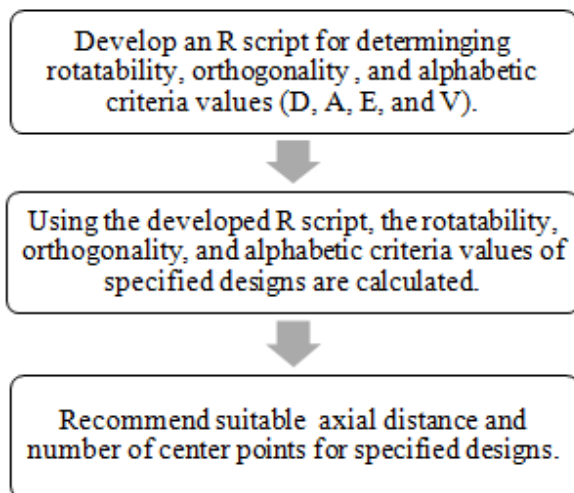 Develop an R script for determinging
rotatability, orthogonality , and alphabetic
criteria values (D, A, E, and V).
Using the developed R script, the rotatability,
orthogonality, and alphabetic criteria values of
specified designs are calculated.
Recommend suitable axial distance and
number of center points for specified designs.